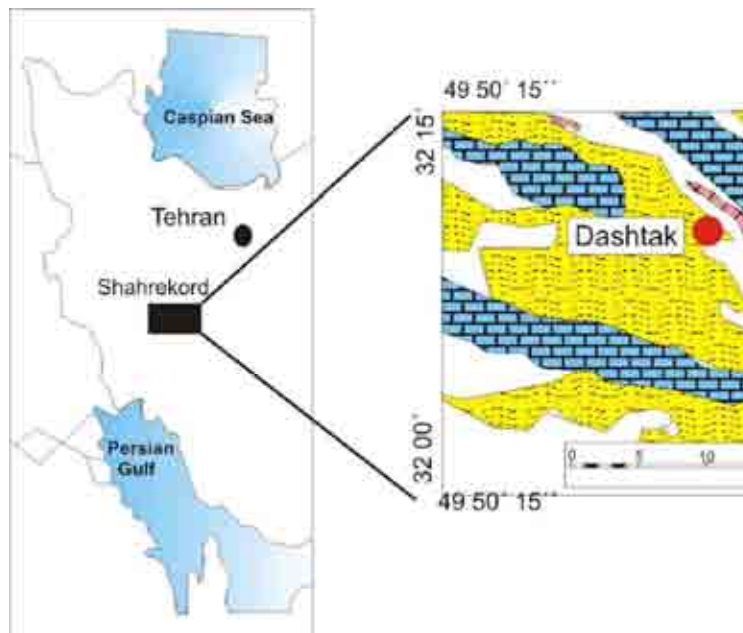 Caspian Sea
Tehran
Shahrekord
Persian
Gulf
49 50´ 15´´
32 15´
Dashtak
32 00´
0 5 10
49 50´ 15´´